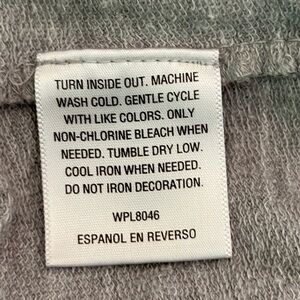 TURN INSIDE OUT. MACHINE
WASH COLD. GENTLE CYCLE
WITH LIKE COLORS. ONLY
NON-CHLORINE BLEACH WHEN
NEEDED. TUMBLE DRY LOW.
COOL IRON WHEN NEEDED.
DO NOT IRON DECORATION.
WPL8046
ESPANOL EN REVERSO